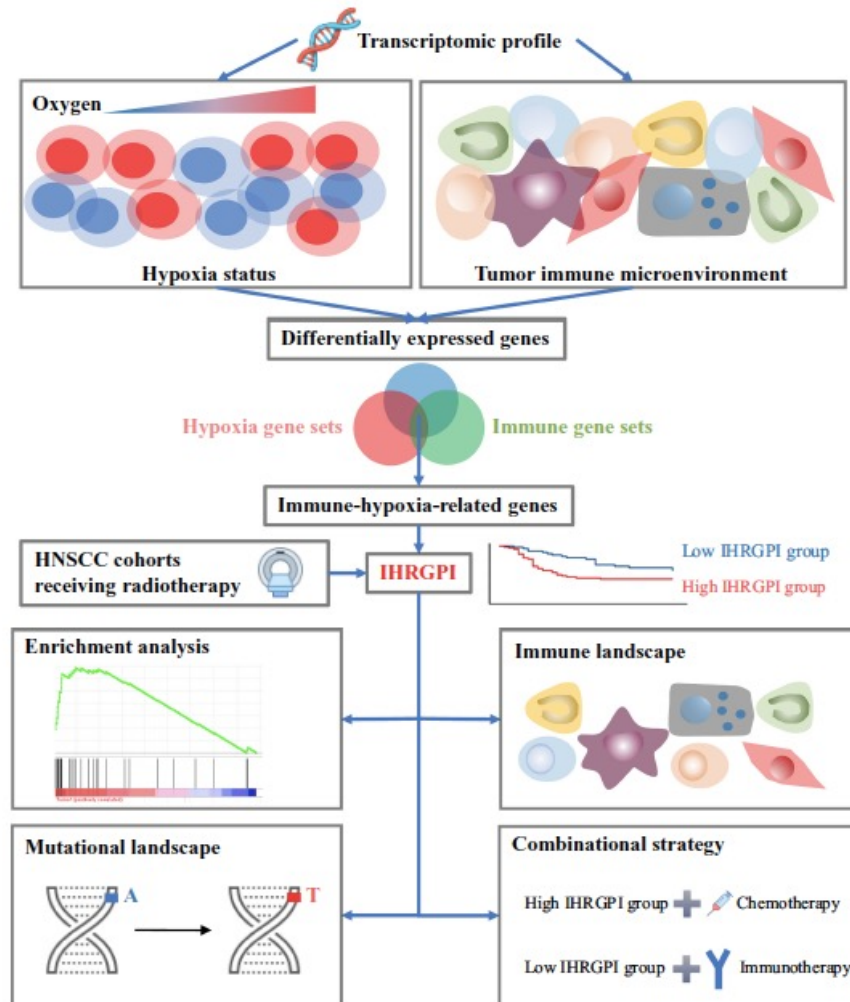 Transcriptomic profile
Oxygen
Hypoxia status
Tumor immune microenvironment
Differentially expressed genes
Hypoxia gene sets
Immune gene sets
Immune-hypoxia-related genes
HNSCC cohorts
receiving radiotherapy
IHRGPI
Low IHRGPI group
High IHRGPI group
Enrichment analysis
Immune landscape
Mutational landscape
A
T
Combinational strategy
High IHRGPI group
Chemotherapy
Low IHRGPI group
Immunotherapy